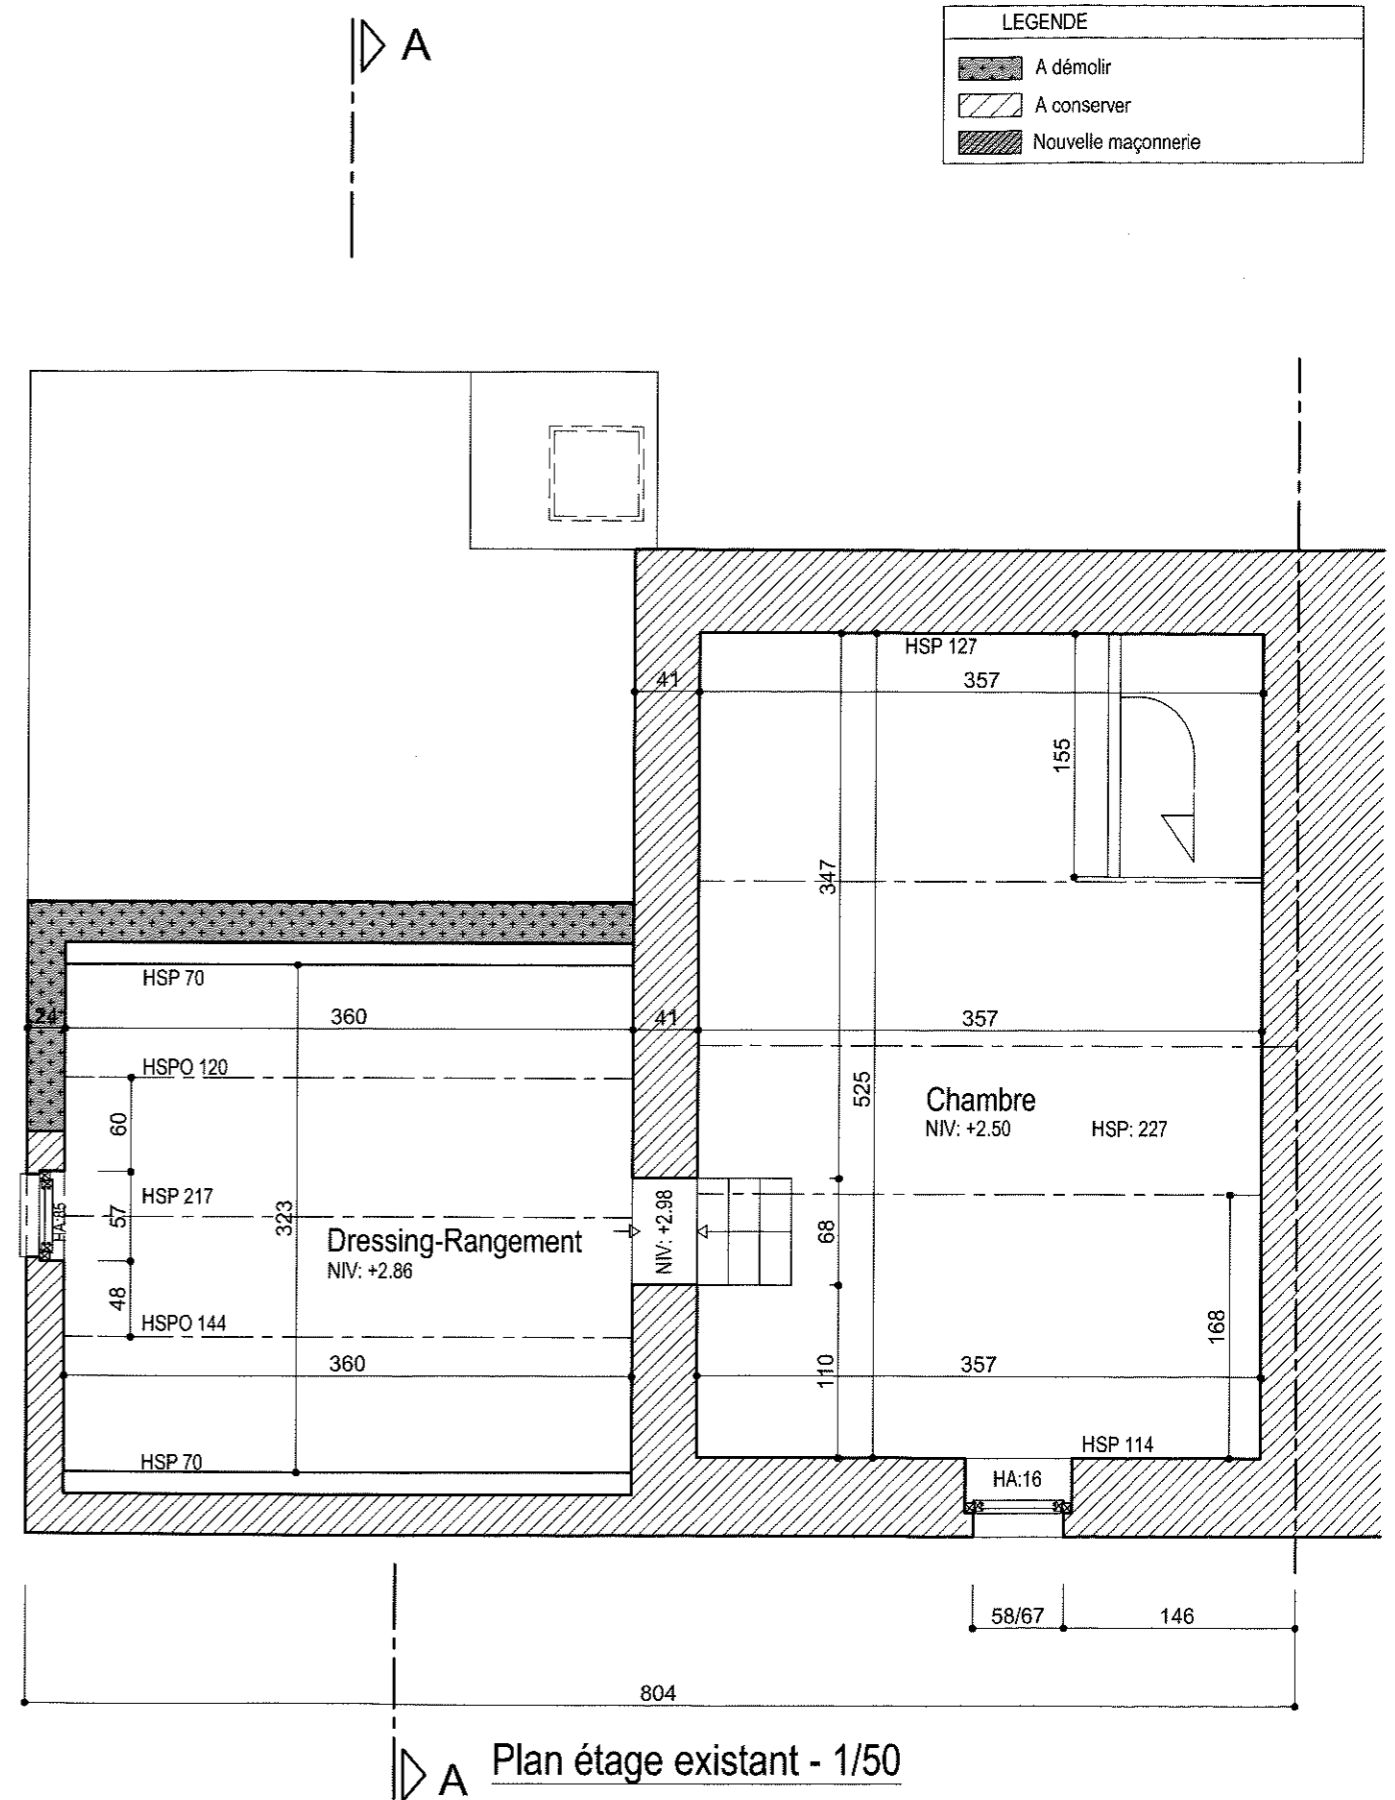 A
LEGENDE
A démolir
A conserver
Nouvelle maçonnerie
HSP 127
41
357
155
347
HSP 70
24
360
41
357
HSPO 120
525
Chambre
NIV: +2.50
HSP: 227
60
HSP 217
HA:85
57
323
Dressing-Rangement
NIV: +2.86
NIV: +2.98
68
48
HSPO 144
168
360
110
357
HSP 114
HSP 70
HA:16
58/67
146
804
Plan étage existant - 1/50
A